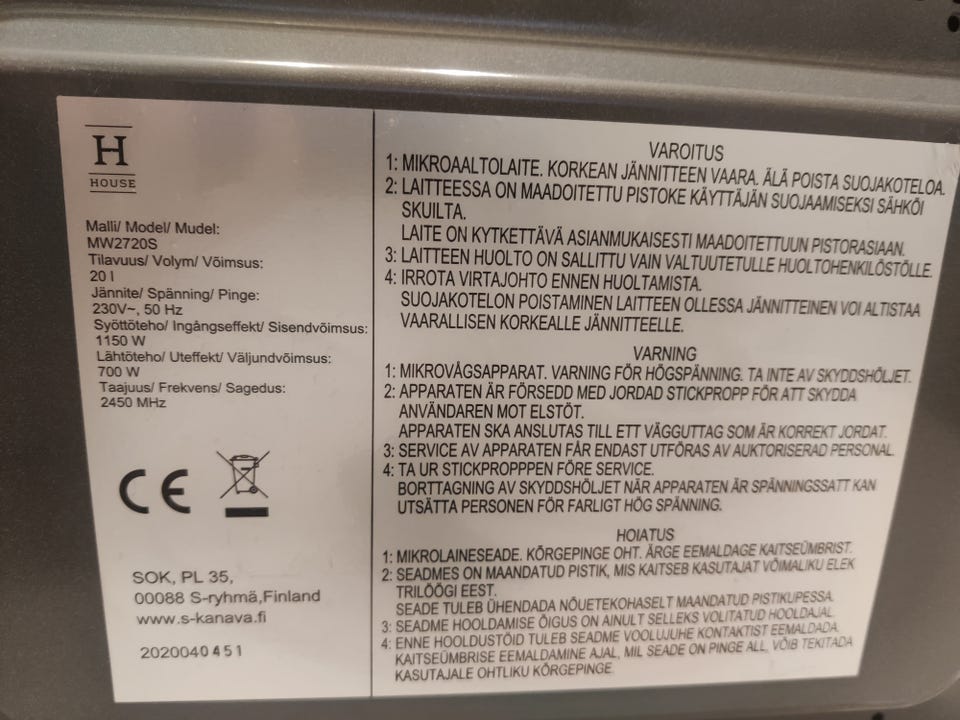 H
HOUSE
Malli/ Model/ Mudel:
MW2720S
Tilavuus/ Volym/ Võimsus:
20 l
Jännite/ Spänning/ Pinge:
230V~, 50 Hz
Syöttöteho/ Ingångseffekt/ Sisendvõimsus:
1150 W
Lähtöteho/ Uteffekt/ Väljundvõimsus:
700 W
Taajuus/ Frekvens/ Sagedus:
2450 MHz
CE
SOK, PL 35,
00088 S-ryhmä,Finland
www.s-kanava.fi
2020040451
VAROITUS
1: MIKROAALTOLAITE. KORKEAN JÄNNITTEEN VAARA. ÄLÄ POISTA SUOJAKOTELOA.
2: LAITTEESSA ON MAADOITETTU PISTOKE KÄYTTÄJÄN SUOJAAMISEKSI SÄHKÖI
SKUILTA.
LAITE ON KYTKETTÄVÄ ASIANMUKAISESTI MAADOITETTUUN PISTORASIAAN.
3: LAITTEEN HUOLTO ON SALLITTU VAIN VALTUUTETULLE HUOLTOHENKILÖSTÖLLE.
4: IRROTA VIRTAJOHTO ENNEN HUOLTAMISTA.
SUOJAKOTELON POISTAMINEN LAITTEEN OLLESSA JÄNNITTEINEN VOI ALTISTAA
VAARALLISEN KORKEALLE JÄNNITTEELLE.
VARNING
1: MIKROVÅGSAPPARAT. VARNING FÖR HÖGSPÄNNING. TA INTE AV SKYDDSHÖLJET.
2: APPARATEN ÄR FÖRSEDD MED JORDAD STICKPROPP FÖR ATT SKYDDA
ANVÄNDAREN MOT ELSTÖT.
APPARATEN SKA ANSLUTAS TILL ETT VÄGGUTTAG SOM ÄR KORREKT JORDAT.
3: SERVICE AV APPARATEN FÅR ENDAST UTFÖRAS AV AUKTORISERAD PERSONAL.
4: TA UR STICKPROPPPEN FÖRE SERVICE.
BORTTAGNING AV SKYDDSHÖLJET NÄR APPARATEN ÄR SPÄNNINGSSATT KAN
UTSÄTTA PERSONEN FÖR FARLIGT HÖG SPÄNNING.
HOIATUS
1: MIKROLAINESEADE. KÕRGEPINGE OHT. ÄRGE EEMALDAGE KAITSEÜMBRIST.
2: SEADMES ON MAANDATUD PISTIK, MIS KAITSEB KASUTAJAT VÕIMALIKU ELEK
TRILÖÖGI EEST.
SEADE TULEB ÜHENDADA NÕUETEKOHASELT MAANDATUD PISTIKUPESSA.
3: SEADME HOOLDAMISE ÕIGUS ON AINULT SELLEKS VOLITATUD HOOLDAJAL.
4: ENNE HOOLDUSTÖID TULEB SEADME VOOLUJUHE KONTAKTIST EEMALDADA.
KAITSEÜMBRISE EEMALDAMINE AJAL, MIL SEADE ON PINGE ALL, VÕIB TEKITADA
KASUTAJALE OHTLIKU KÕRGEPINGE.